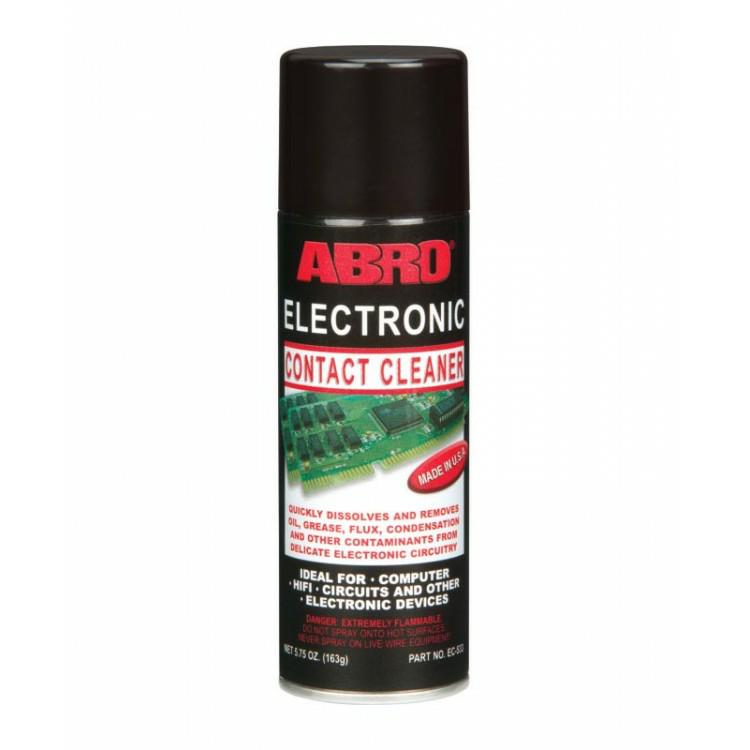 ABRO®
ELECTRONIC
CONTACT CLEANER
MADE IN U.S.A.
QUICKLY DISSOLVES AND REMOVES
OIL, GREASE, FLUX, CONDENSATION
AND OTHER CONTAMINANTS FROM
DELICATE ELECTRONIC CIRCUITRY
IDEAL FOR · COMPUTER
· HIFI · CIRCUITS AND OTHER
· ELECTRONIC DEVICES
DANGER: EXTREMELY FLAMMABLE
DO NOT SPRAY ONTO HOT SURFACES
NEVER SPRAY ON LIVE WIRE EQUIPMENT
NET 5.75 OZ. (163g)
PART NO. EC-533